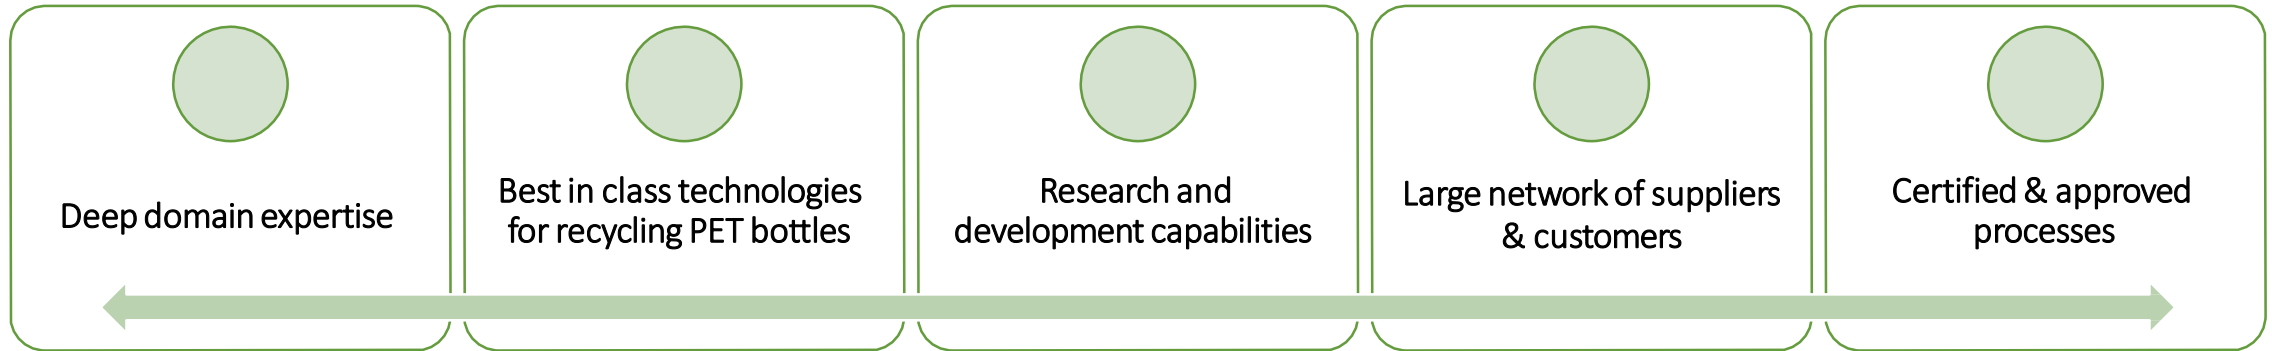 Deep domain expertise
Best in class technologies
for recycling PET bottles
Research and
development capabilities
Large network of suppliers
& customers
Certified & approved
processes